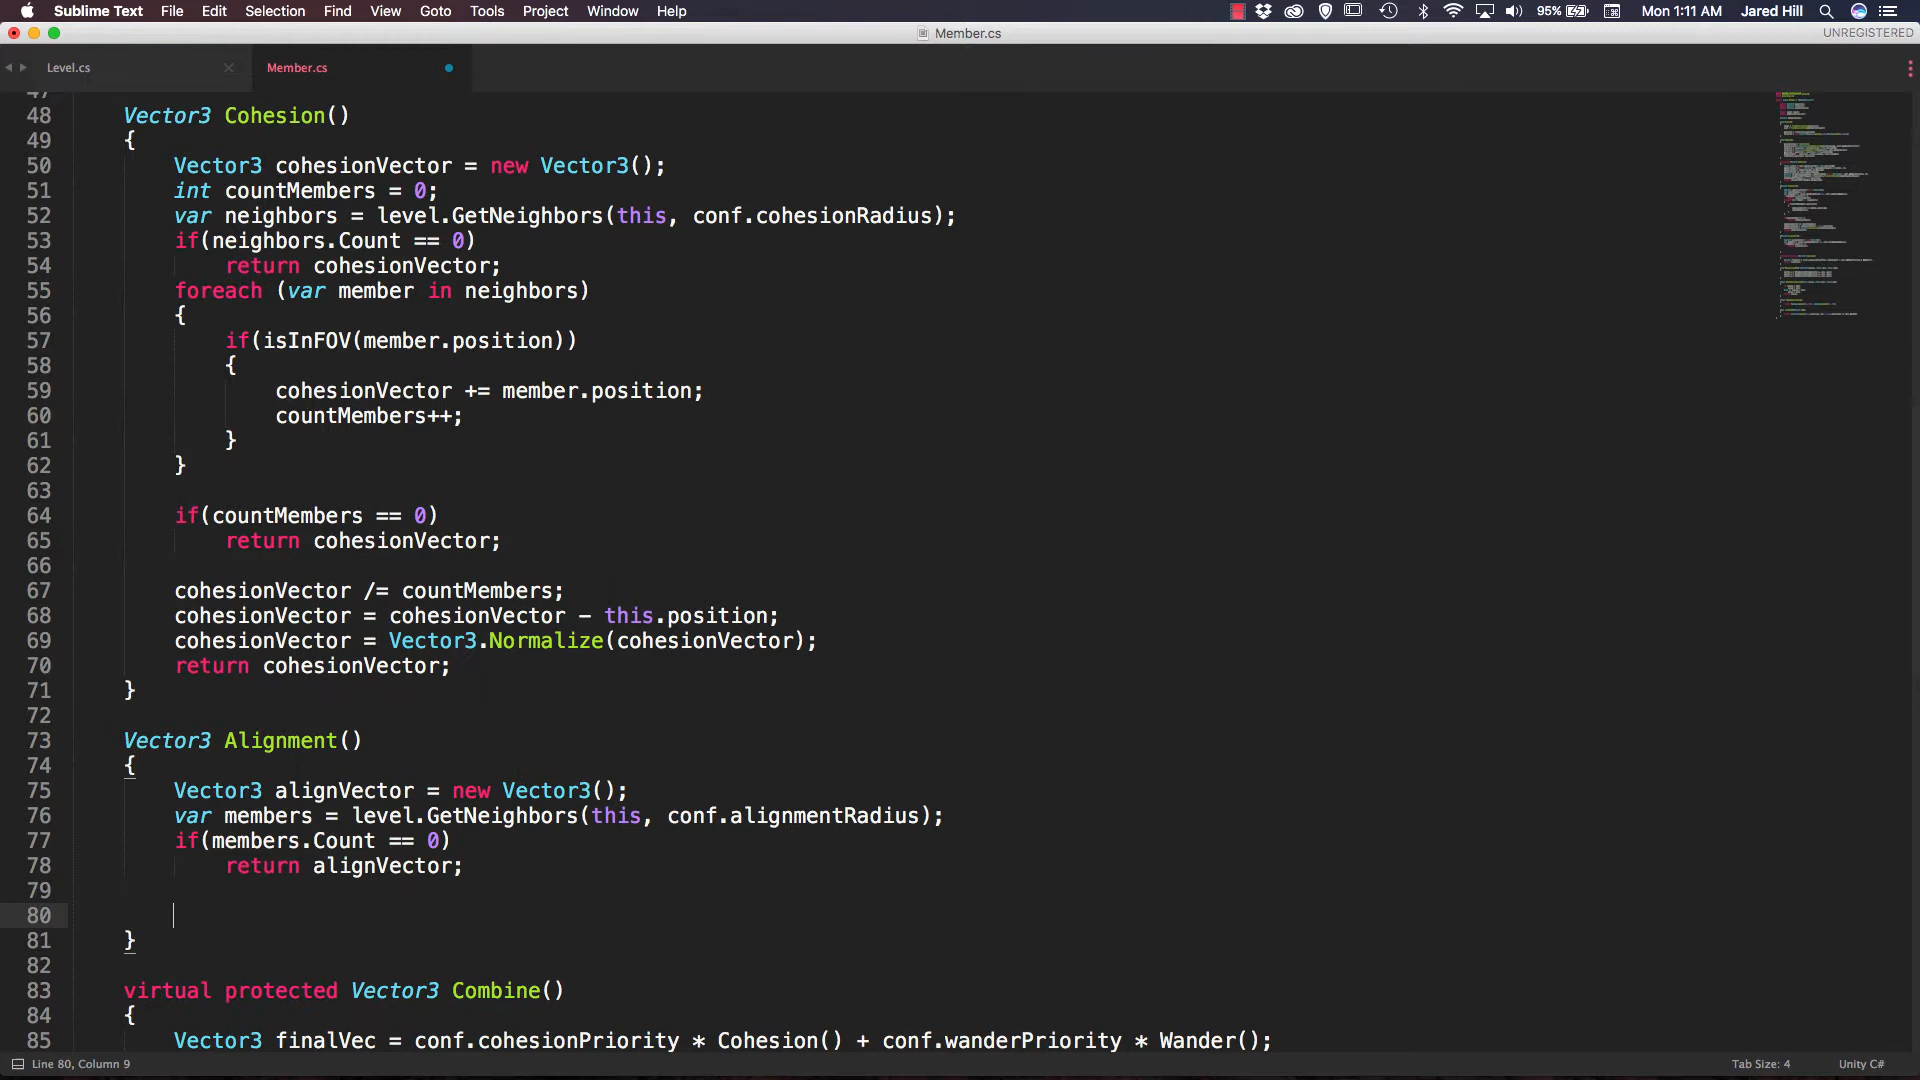 Sublime Text File Edit Selection Find View Goto Tools Project Window Help 95% Mon 1:11 AM Jared Hill
Member.cs UNREGISTERED
Level.cs Member.cs
47
48 Vector3 Cohesion()
49 {
50 Vector3 cohesionVector = new Vector3();
51 int countMembers = 0;
52 var neighbors = level.GetNeighbors(this, conf.cohesionRadius);
53 if(neighbors.Count == 0)
54 return cohesionVector;
55 foreach (var member in neighbors)
56 {
57 if(isInFOV(member.position))
58 {
59 cohesionVector += member.position;
60 countMembers++;
61 }
62 }
63
64 if(countMembers == 0)
65 return cohesionVector;
66
67 cohesionVector /= countMembers;
68 cohesionVector = cohesionVector - this.position;
69 cohesionVector = Vector3.Normalize(cohesionVector);
70 return cohesionVector;
71 }
72
73 Vector3 Alignment()
74 {
75 Vector3 alignVector = new Vector3();
76 var members = level.GetNeighbors(this, conf.alignmentRadius);
77 if(members.Count == 0)
78 return alignVector;
79
80
81 }
82
83 virtual protected Vector3 Combine()
84 {
85 Vector3 finalVec = conf.cohesionPriority * Cohesion() + conf.wanderPriority * Wander();
Line 80, Column 9 Tab Size: 4 Unity C#